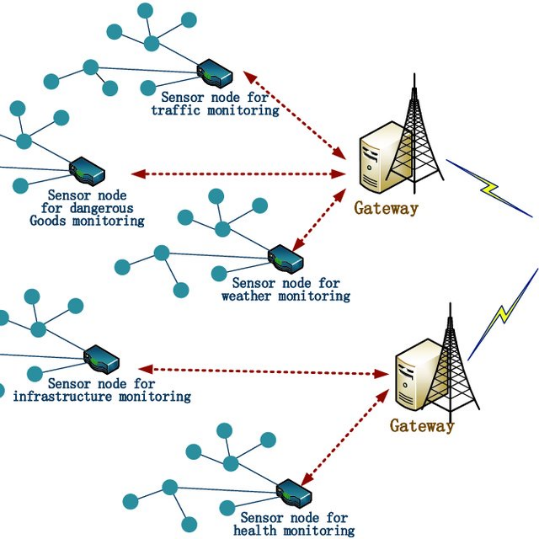 Sensor node for
traffic monitoring
Sensor node
for dangerous
Goods monitoring
Gateway
Sensor node for
weather monitoring
Sensor node for
infrastructure monitoring
Gateway
Sensor node for
health monitoring